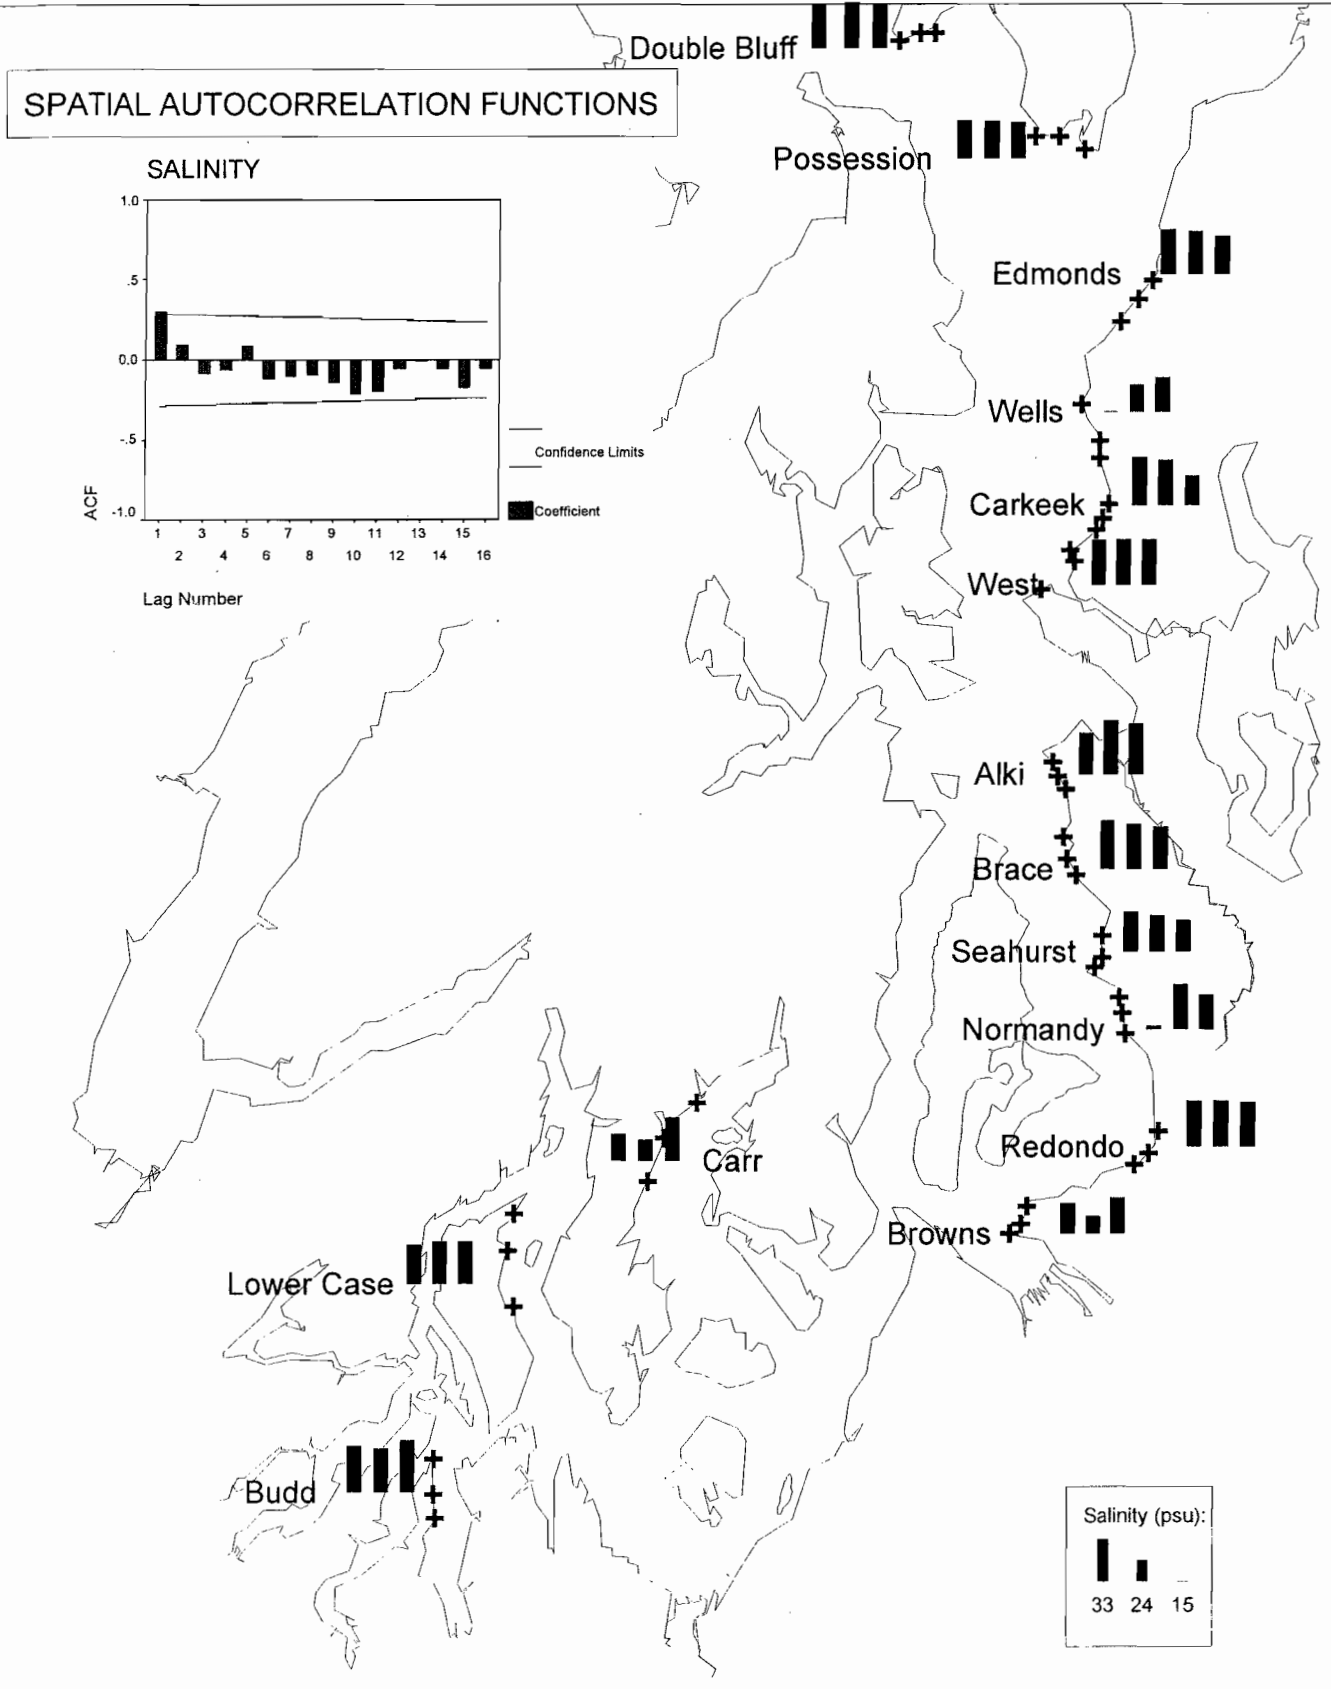 Double Bluff
SPATIAL AUTOCORRELATION FUNCTIONS
Possession
SALINITY
1.0
.5
0.0
-.5
-1.0
ACF
Confidence Limits
Coefficient
1 3 5 7 9 11 13 15
2 4 6 8 10 12 14 16
Lag Number
Edmonds
Wells
Carkeek
West
Alki
Brace
Seahurst
Normandy
Redondo
Carr
Browns
Lower Case
Budd
Salinity (psu):
33 24 15